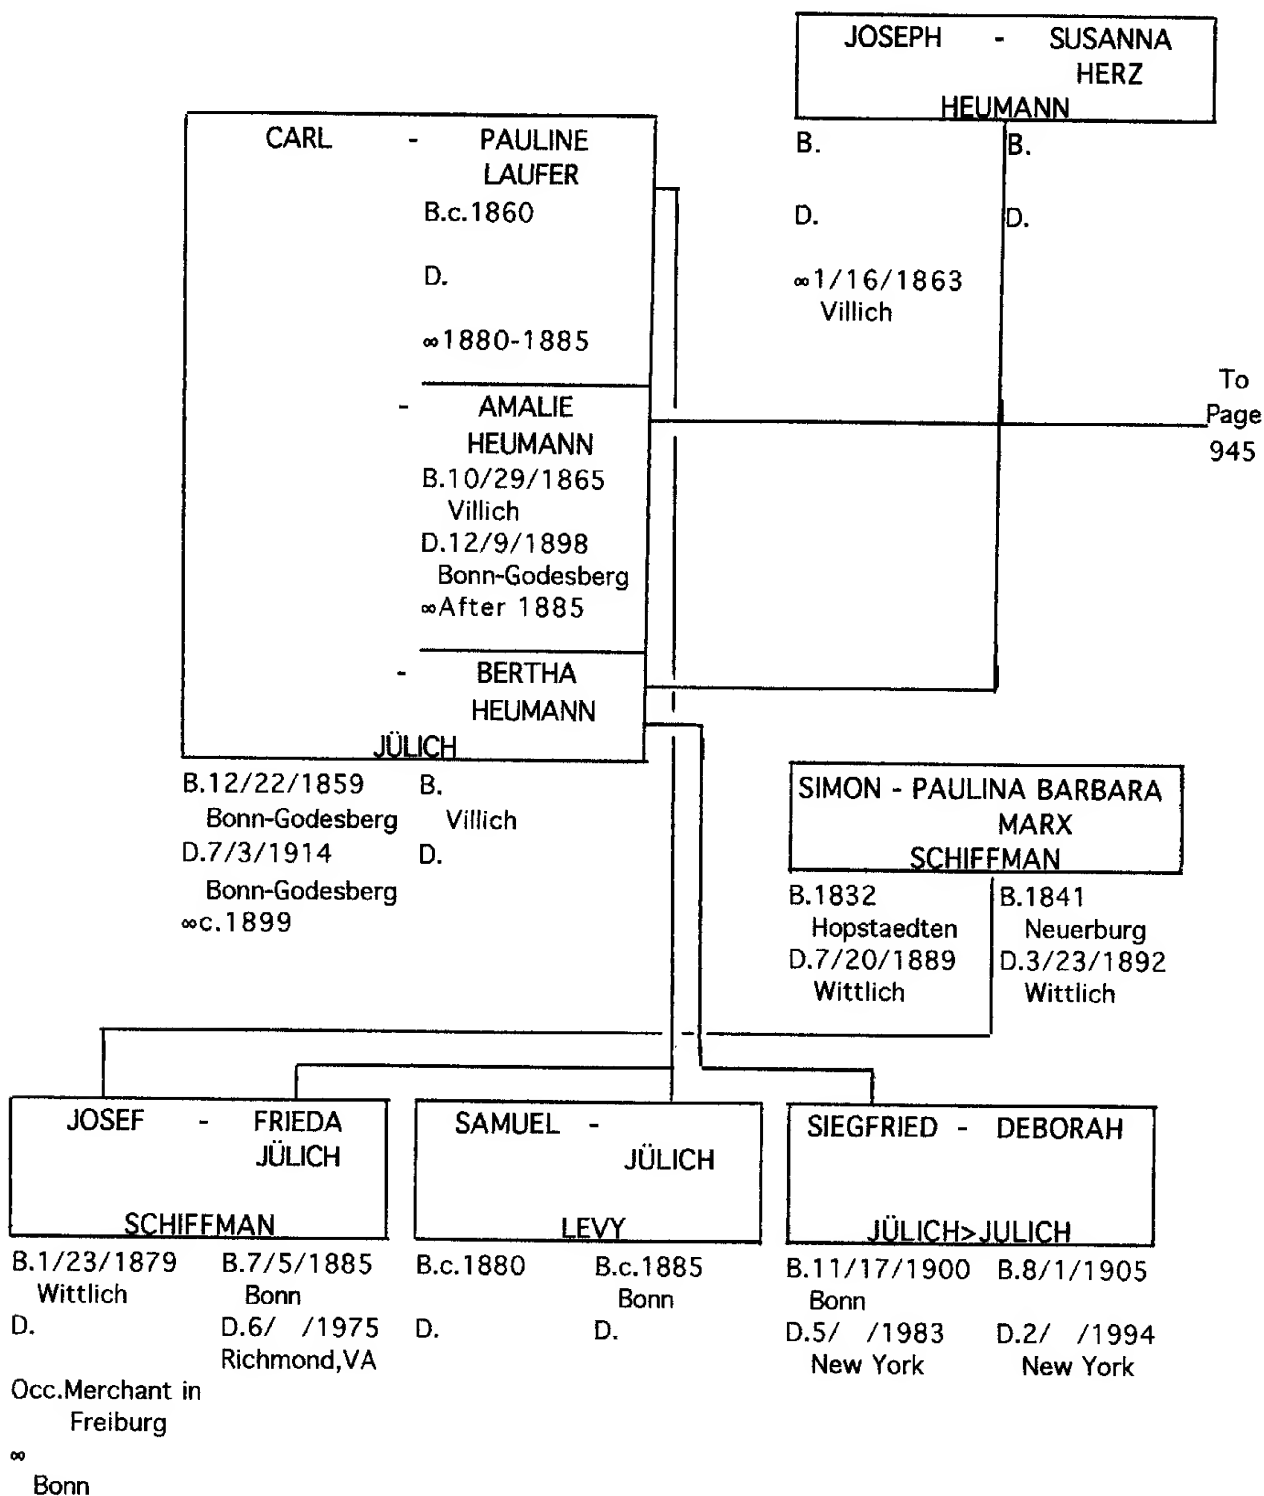 JOSEPH - SUSANNA
HERZ
HEUMANN
B. B.
D. D.
∞1/16/1863
Villich
CARL - PAULINE
LAUFER
B.c.1860
D.
∞1880-1885
- AMALIE
HEUMANN
B.10/29/1865
Villich
D.12/9/1898
Bonn-Godesberg
∞After 1885
- BERTHA
HEUMANN
JÜLICH
B.12/22/1859 B.
Bonn-Godesberg Villich
D.7/3/1914 D.
Bonn-Godesberg
∞c.1899
To
Page
945
SIMON - PAULINA BARBARA
MARX
SCHIFFMAN
B.1832 B.1841
Hopstaedten Neuerburg
D.7/20/1889 D.3/23/1892
Wittlich Wittlich
JOSEF - FRIEDA
JÜLICH
SCHIFFMAN
B.1/23/1879 B.7/5/1885
Wittlich Bonn
D. D.6/ /1975
Richmond,VA
Occ.Merchant in
Freiburg
∞
Bonn
SAMUEL -
JÜLICH
LEVY
B.c.1880 B.c.1885
Bonn
D. D.
SIEGFRIED - DEBORAH
JÜLICH>JULICH
B.11/17/1900 B.8/1/1905
Bonn
D.5/ /1983 D.2/ /1994
New York New York